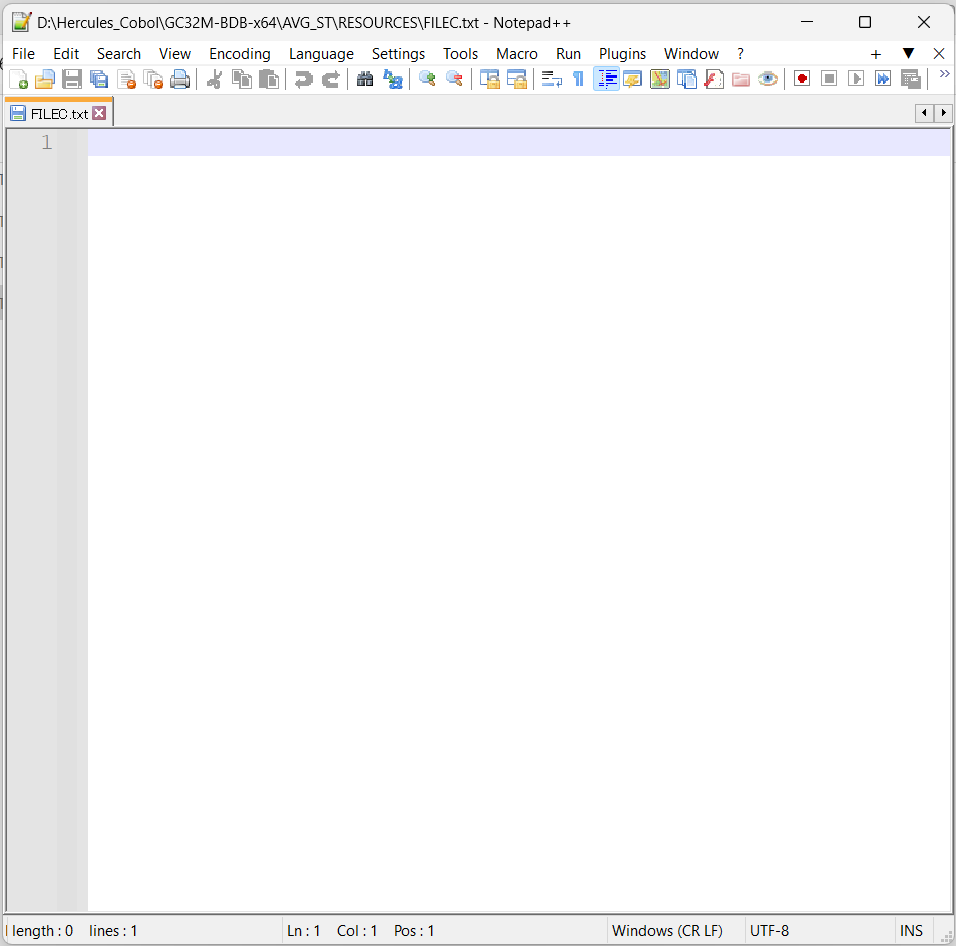 D:\Hercules_Cobol\GC32M-BDB-x64\AVG_ST\RESOURCES\FILEC.txt - Notepad++
File Edit Search View Encoding Language Settings Tools Macro Run Plugins Window ?
FILEC.txt
1
length : 0 lines : 1 Ln : 1 Col : 1 Pos : 1 Windows (CR LF) UTF-8 INS